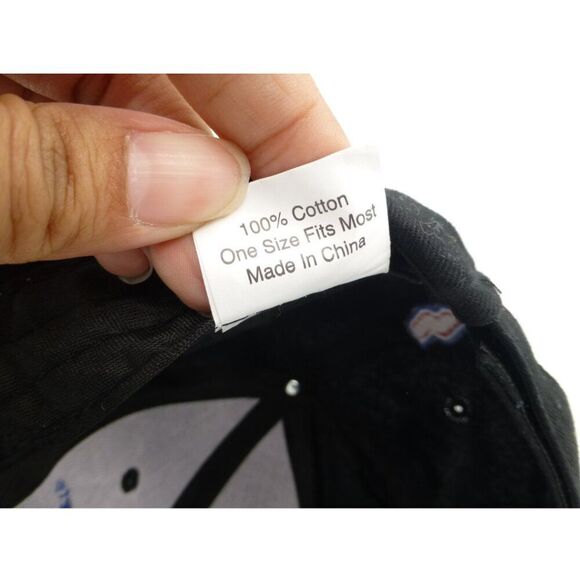 100% Cotton
One Size Fits Most
Made In China